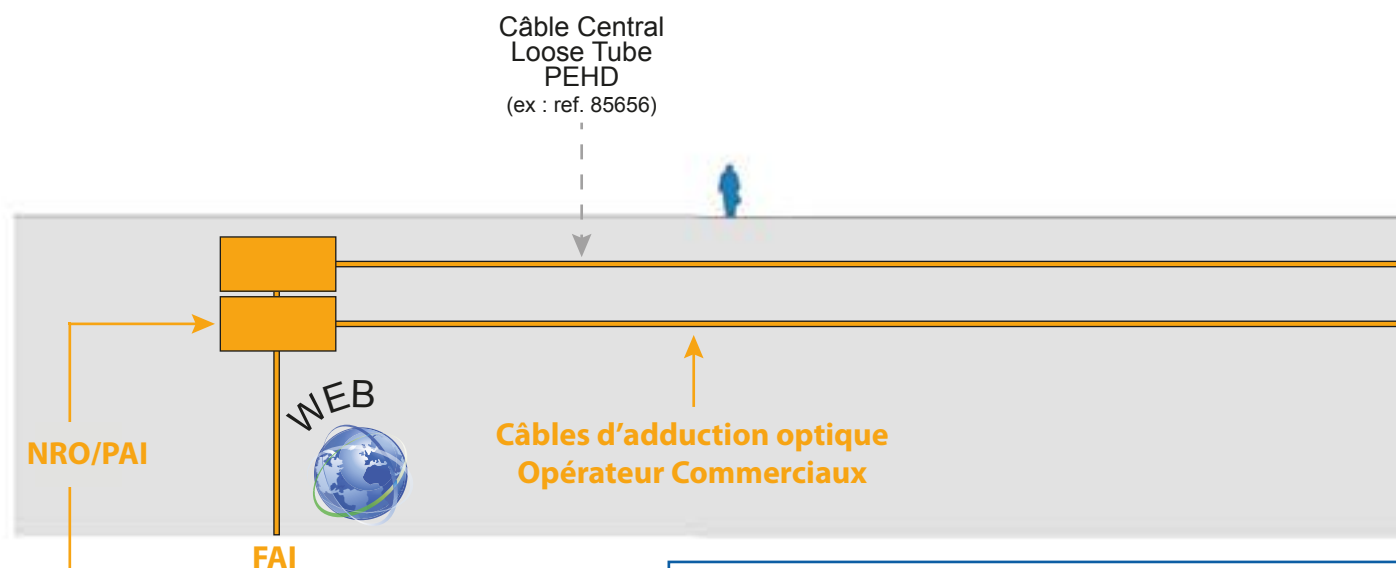 Câble Central
Loose Tube
PEHD
(ex : ref. 85656)
WEB
NRO/PAI
Câbles d’adduction optique
Opérateur Commerciaux
FAI